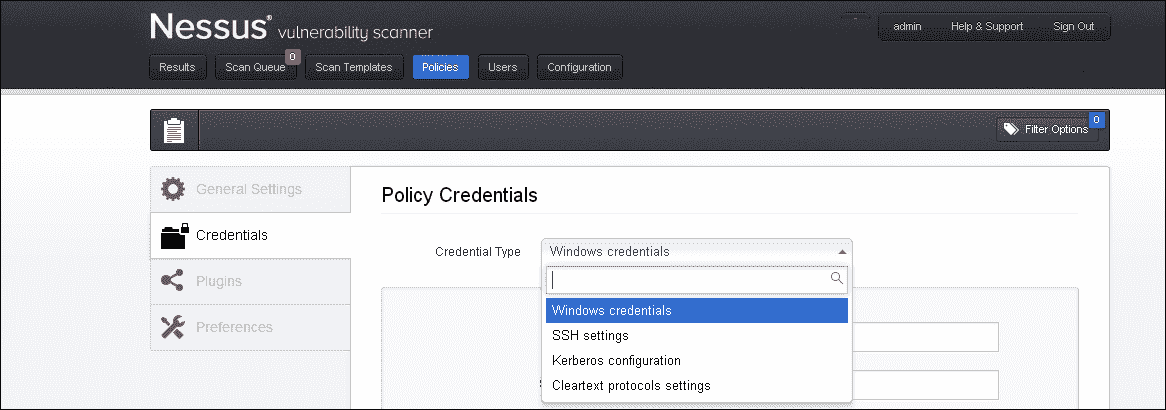 Nessus® vulnerability scanner
admin Help & Support Sign Out
Results Scan Queue 0 Scan Templates Policies Users Configuration
Filter Options 0
General Settings
Credentials
Plugins
Preferences
Policy Credentials
Credential Type Windows credentials
Windows credentials
SSH settings
Kerberos configuration
Cleartext protocols settings